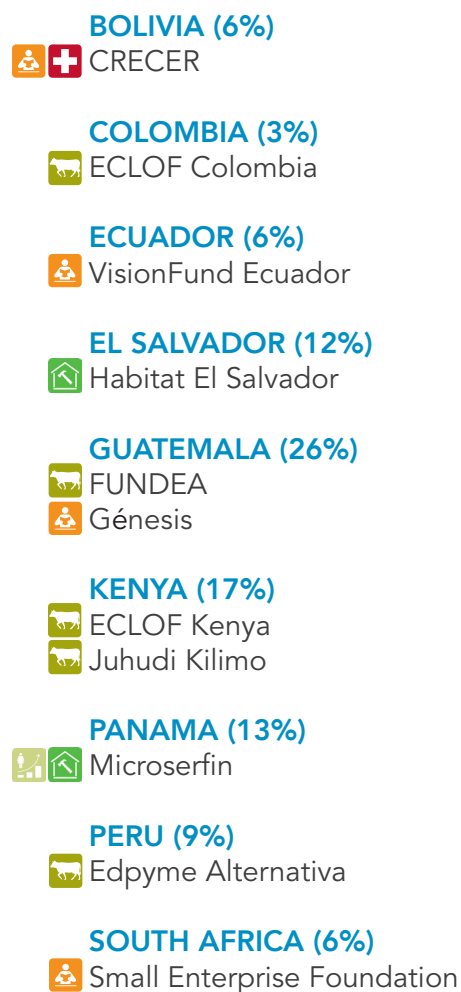 BOLIVIA (6%)
CRECER
COLOMBIA (3%)
ECLOF Colombia
ECUADOR (6%)
VisionFund Ecuador
EL SALVADOR (12%)
Habitat El Salvador
GUATEMALA (26%)
FUNDEA
Génesis
KENYA (17%)
ECLOF Kenya
Juhudi Kilimo
PANAMA (13%)
Microserfin
PERU (9%)
Edpyme Alternativa
SOUTH AFRICA (6%)
Small Enterprise Foundation